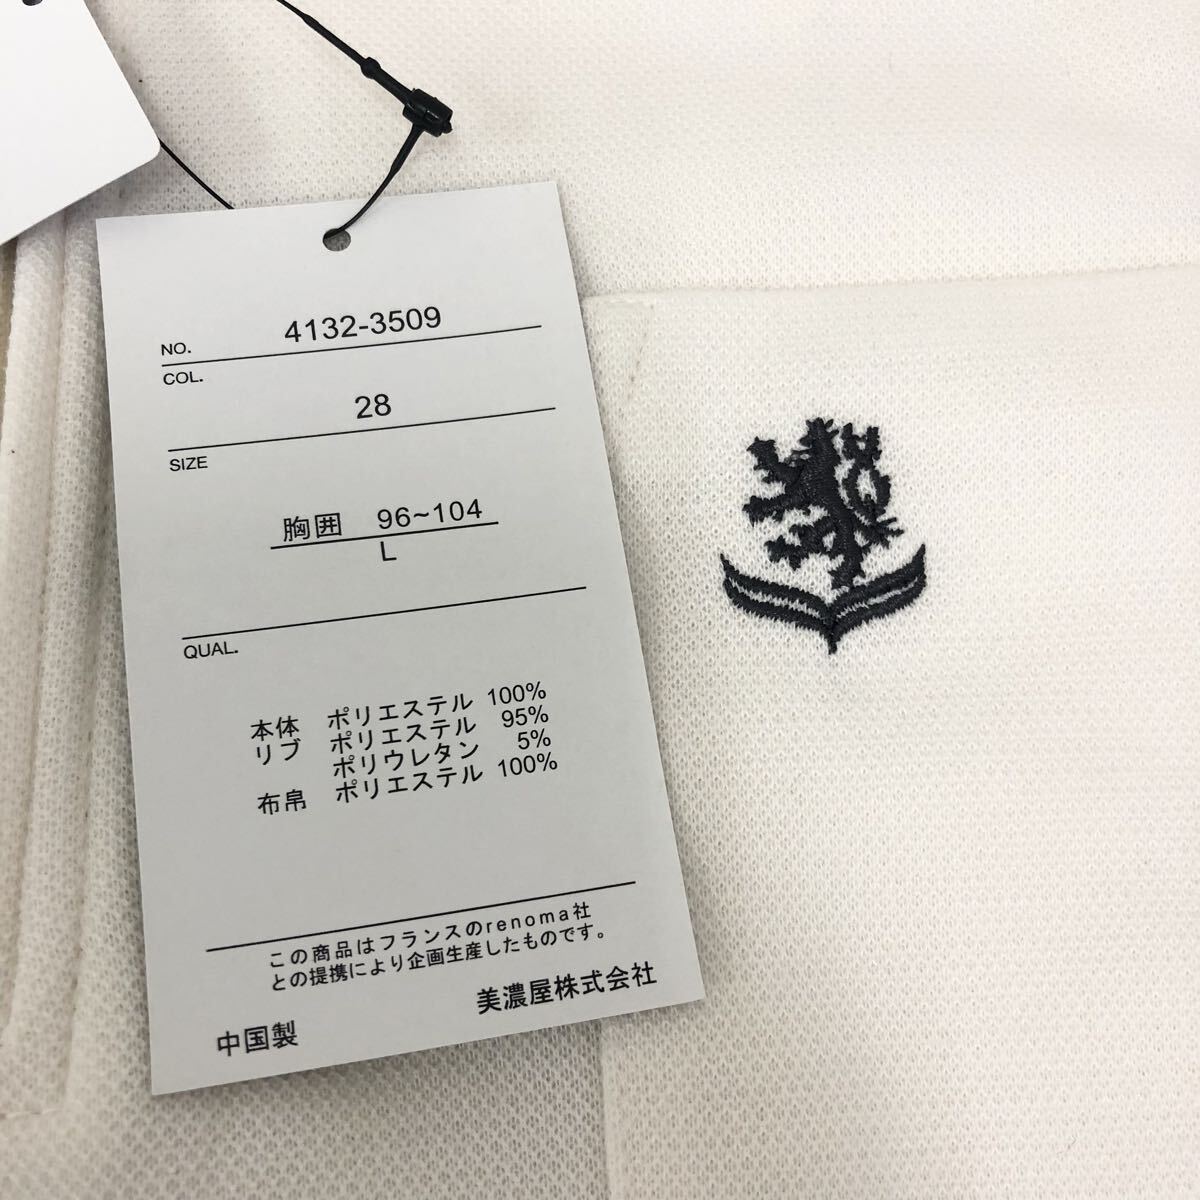 NO. 4132-3509
COL.
28
SIZE
胸囲 96~104
L
QUAL.
本体 ポリエステル 100%
リブ ポリエステル 95%
ポリウレタン 5%
布帛 ポリエステル 100%
この商品はフランスのrenoma社
との提携により企画生産したものです。
美濃屋株式会社
中国製